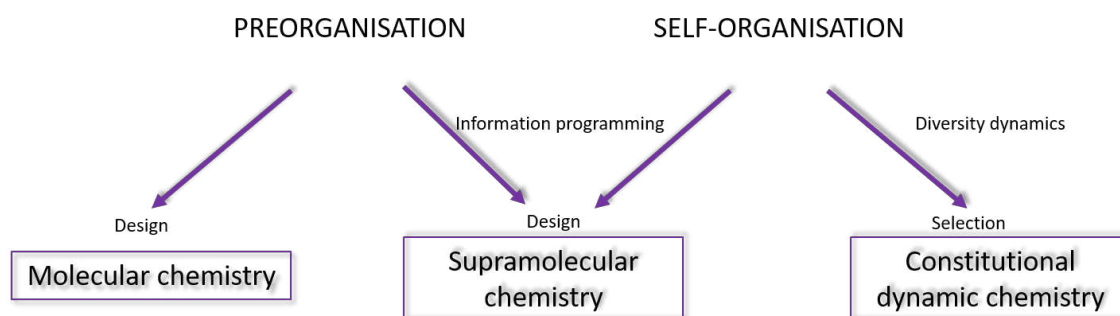 PREORGANISATION
SELF-ORGANISATION
Information programming
Diversity dynamics
Design
Design
Selection
Molecular chemistry
Supramolecular
chemistry
Constitutional
dynamic chemistry